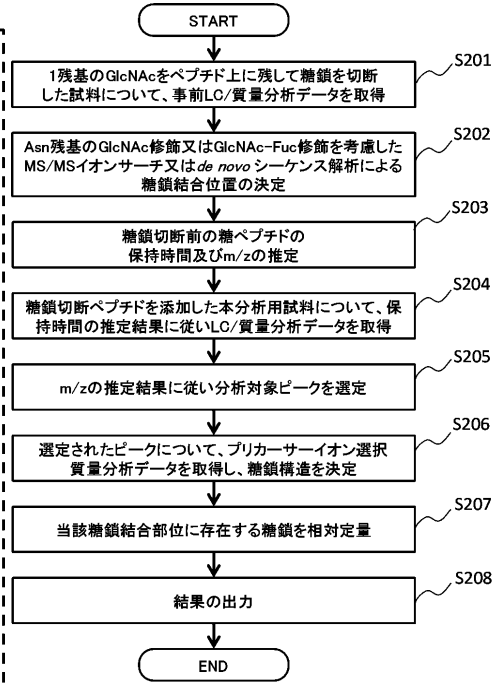 START
S201
1残基のGlcNAcをペプチド上に残して糖鎖を切断
した試料について、事前LC/質量分析データを取得
S202
Asn残基のGlcNAc修飾又はGlcNAc-Fuc修飾を考慮した
MS/MSイオンサーチ又はde novo シーケンス解析による
糖鎖結合位置の決定
S203
糖鎖切断前の糖ペプチドの
保持時間及びm/zの推定
S204
糖鎖切断ペプチドを添加した本分析用試料について、保
持時間の推定結果に従いLC/質量分析データを取得
S205
m/zの推定結果に従い分析対象ピークを選定
S206
選定されたピークについて、プリカーサーイオン選択
質量分析データを取得し、糖鎖構造を決定
S207
当該糖鎖結合部位に存在する糖鎖を相対定量
S208
結果の出力
END